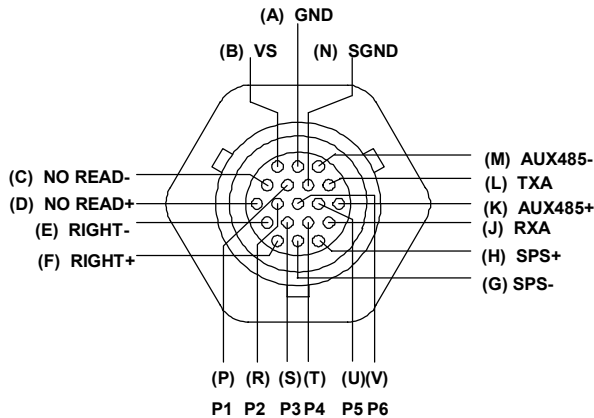 (A) GND
(B) VS
(N) SGND
(M) AUX485-
(C) NO READ-
(L) TXA
(D) NO READ+
(K) AUX485+
(E) RIGHT-
(J) RXA
(F) RIGHT+
(H) SPS+
(G) SPS-
(P) (R) (S) (T) (U) (V)
P1 P2 P3 P4 P5 P6